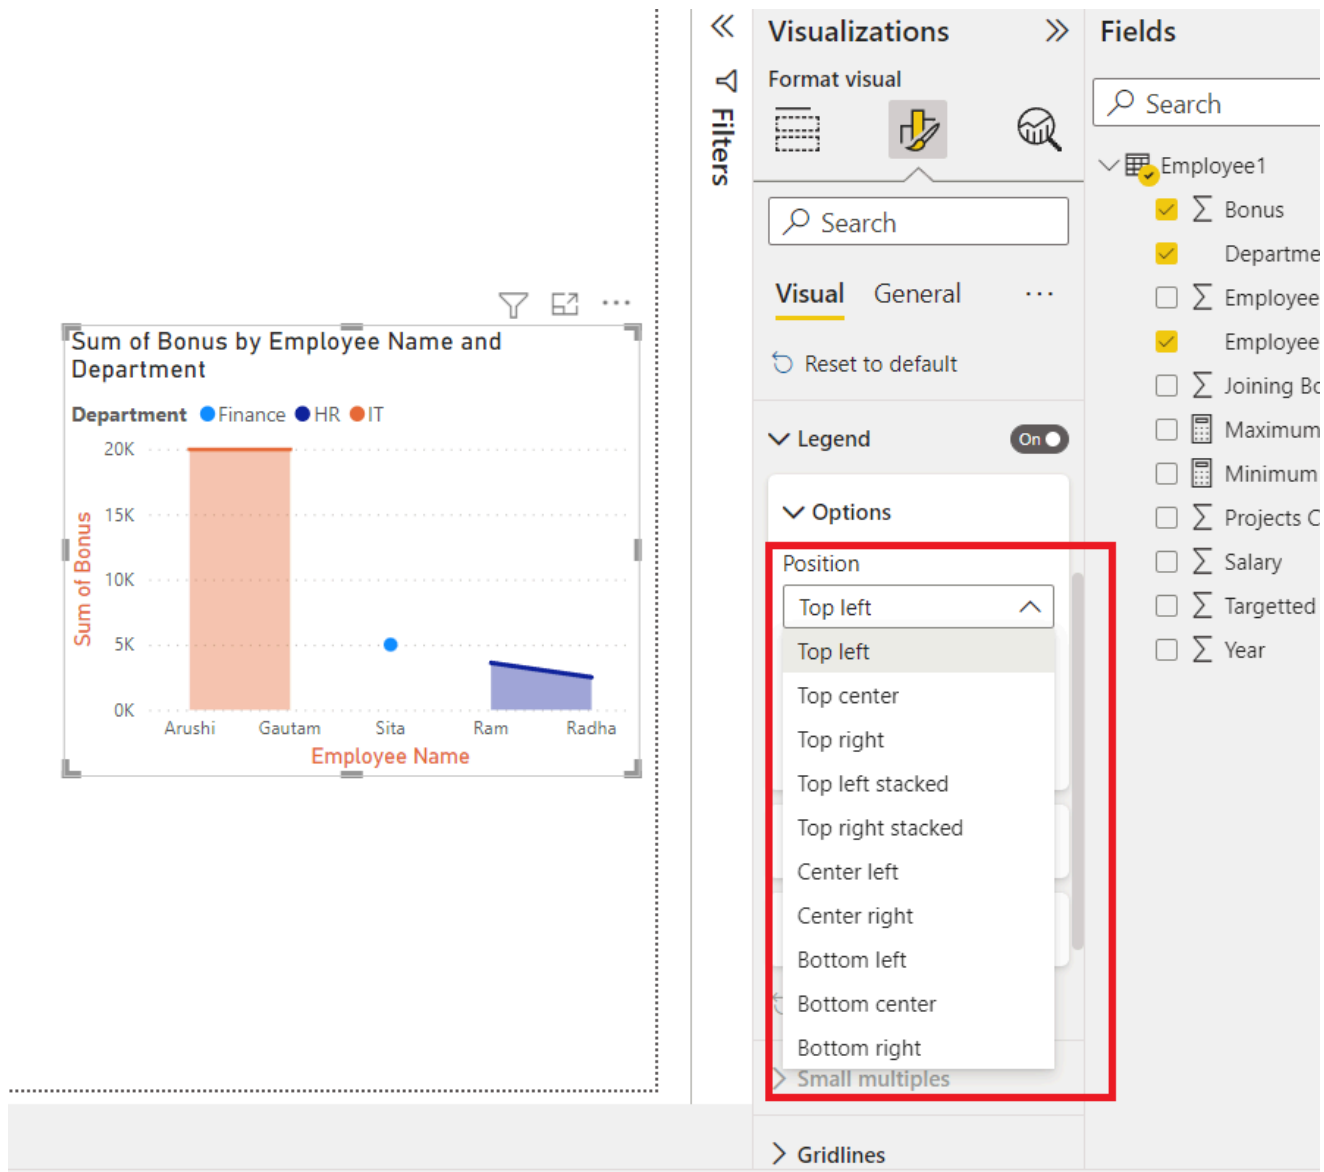 Sum of Bonus by Employee Name and
Department
Department Finance HR IT
20K
15K
10K
5K
0K
Sum of Bonus
Arushi Gautam Sita Ram Radha
Employee Name
Filters
Visualizations
Format visual
Search
Visual General
Reset to default
Legend On
Options
Position
Top left
Top left
Top center
Top right
Top left stacked
Top right stacked
Center left
Center right
Bottom left
Bottom center
Bottom right
Small multiples
Gridlines
Fields
Search
Employee1
Bonus
Departme
Employee
Employee
Joining Bo
Maximum
Minimum
Projects C
Salary
Targetted
Year